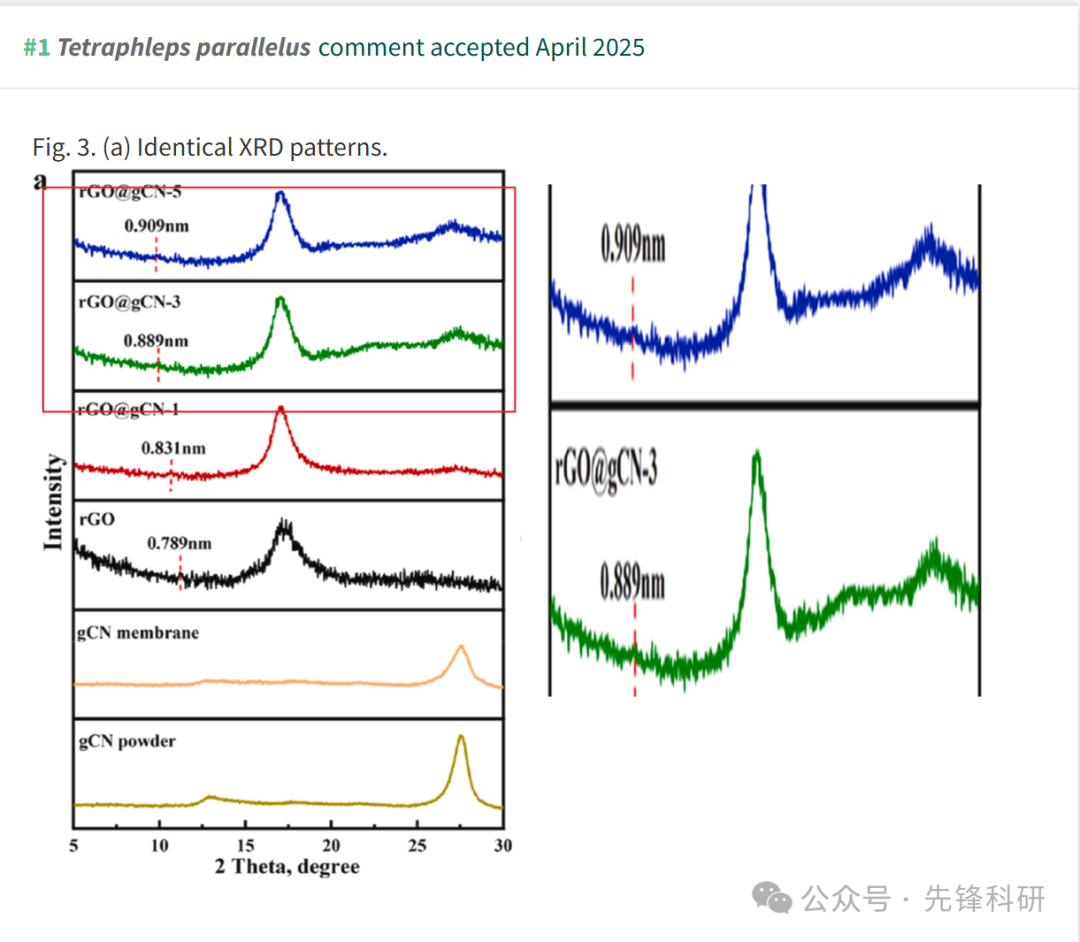 #1 Tetraphleps parallelus comment accepted April 2025
Fig. 3. (a) Identical XRD patterns.
a
rGO@gCN-5
0.909nm
rGO@gCN-3
0.889nm
rGO@gCN-1
0.831nm
rGO
0.789nm
gCN membrane
gCN powder
Intensity
5 10 15 20 25 30
2 Theta, degree
0.909nm
rGO@gCN-3
0.889nm
公众号 · 先锋科研